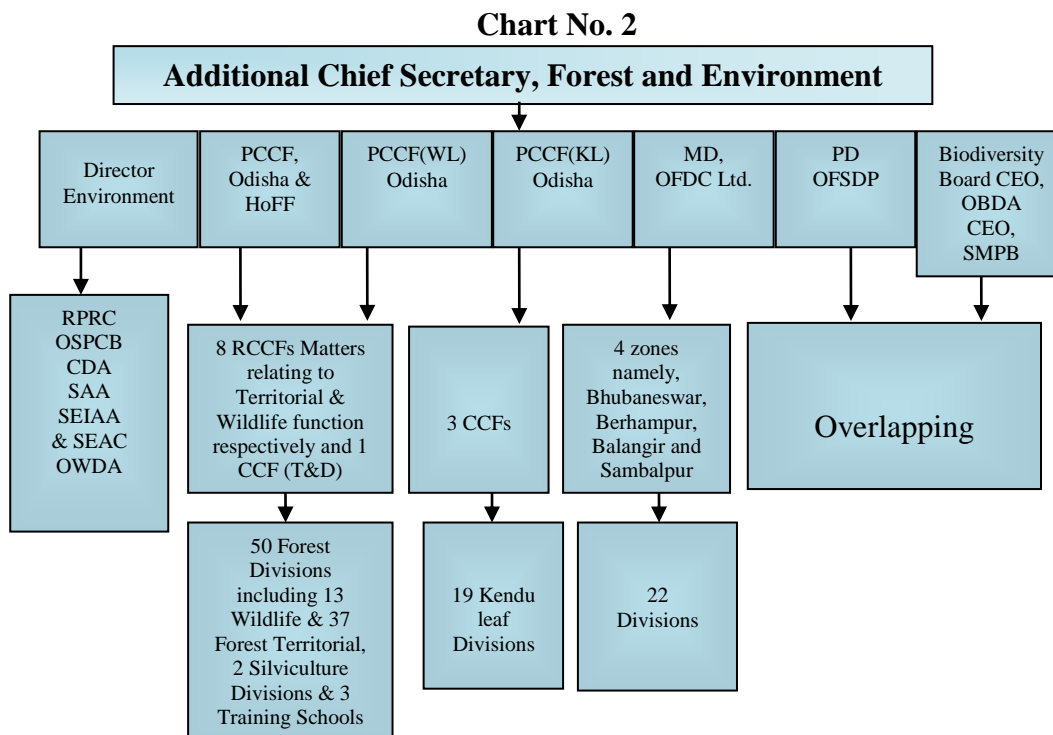 Chart No. 2
Additional Chief Secretary, Forest and Environment
Director
Environment
PCCF,
Odisha &
HoFF
PCCF(WL)
Odisha
PCCF(KL)
Odisha
MD,
OFDC Ltd.
PD
OFSDP
Biodiversity
Board CEO,
OBDA
CEO,
SMPB
RPRC
OSPCB
CDA
SAA
SEIAA
& SEAC
OWDA
8 RCCFs Matters
relating to
Territorial &
Wildlife function
respectively and 1
CCF (T&D)
3 CCFs
4 zones
namely,
Bhubaneswar,
Berhampur,
Balangir and
Sambalpur
Overlapping
50 Forest
Divisions
including 13
Wildlife & 37
Forest Territorial,
2 Silviculture
Divisions & 3
Training Schools
19 Kendu
leaf
Divisions
22
Divisions